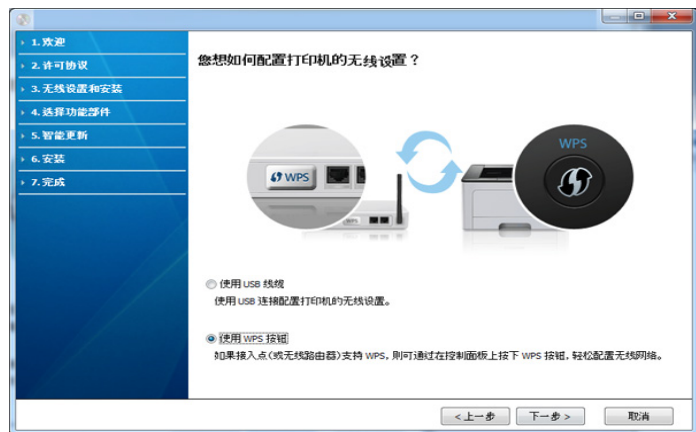 1. 欢迎
2. 许可协议
3. 无线设置和安装
4. 选择功能部件
5. 智能更新
6. 安装
7. 完成
您想如何配置打印机的无线设置？
WPS
WPS
WPS
使用 USB 线缆
使用 USB 连接配置打印机的无线设置。
使用 WPS 按钮
如果接入点(或无线路由器)支持 WPS, 则可通过在控制面板上按下 WPS 按钮, 轻松配置无线网络。
<上一步
下一步 >
取消